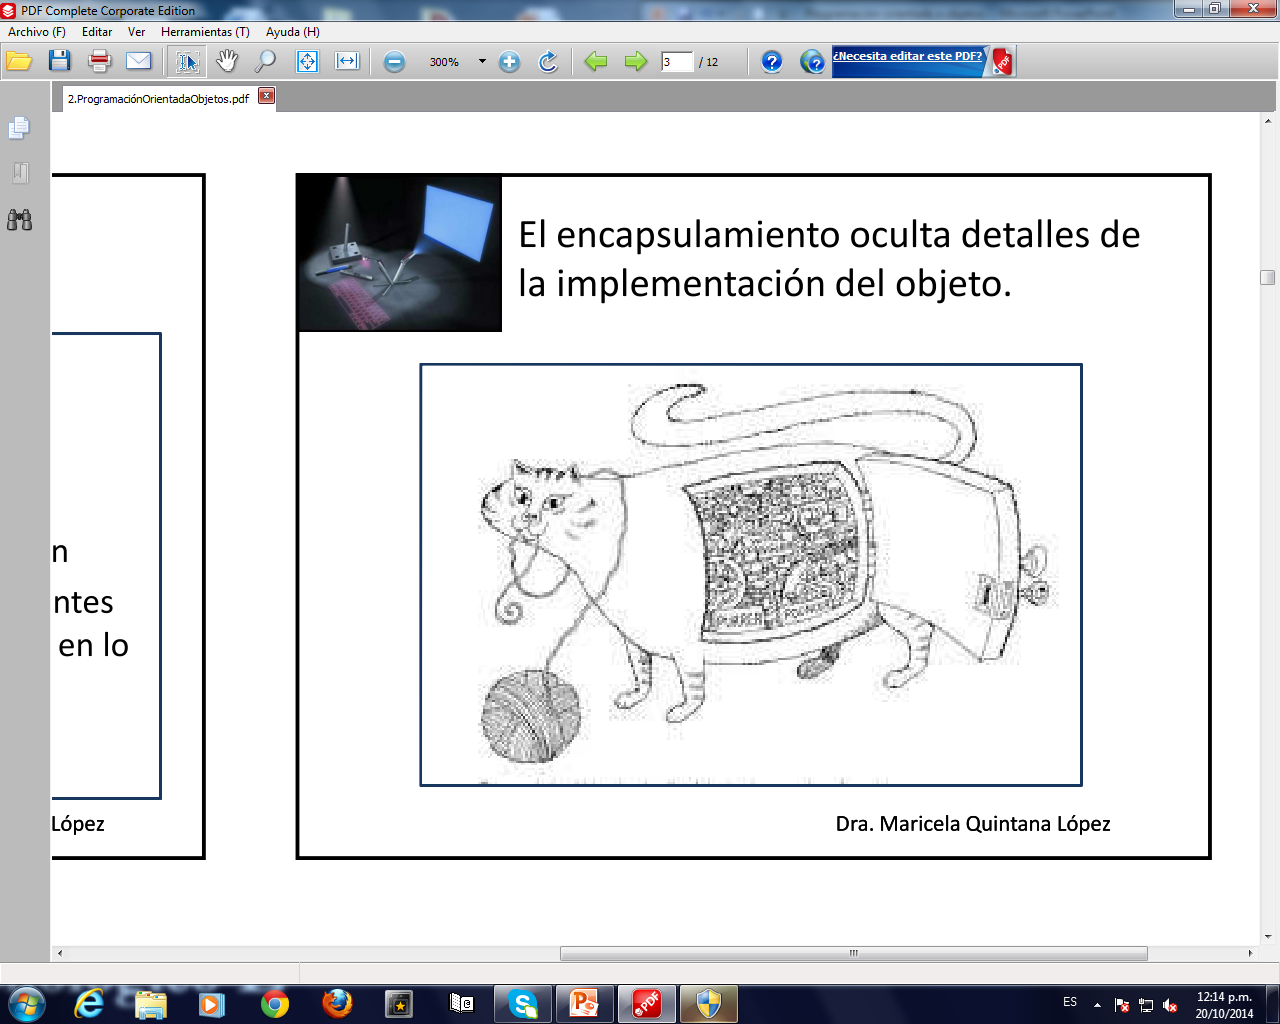 PDF Complete Corporate Edition
Archivo (F) Editar Ver Herramientas (T) Ayuda (H)
300% 3 / 12 ¿Necesita editar este PDF? PDF
2.ProgramaciónOrientadaObjetos.pdf
El encapsulamiento oculta detalles de
la implementación del objeto.
n
ntes
en lo
PURRER
López
Dra. Maricela Quintana López
ES 12:14 p.m.
20/10/2014